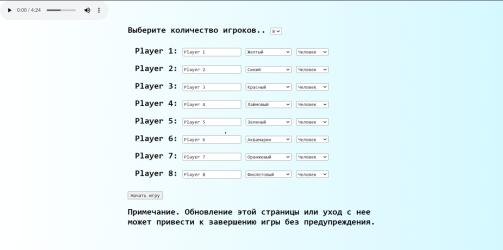 0:00 / 4:24
Выберите количество игроков.. 8
Player 1: Player 1 Желтый Человек
Player 2: Player 2 Синий Человек
Player 3: Player 3 Красный Человек
Player 4: Player 4 Лаймовый Человек
Player 5: Player 5 Зеленый Человек
Player 6: Player 6 Аквамарин Человек
Player 7: Player 7 Оранжевый Человек
Player 8: Player 8 Фиолетовый Человек
Начать игру
Примечание. Обновление этой страницы или уход с нее
может привести к завершению игры без предупреждения.